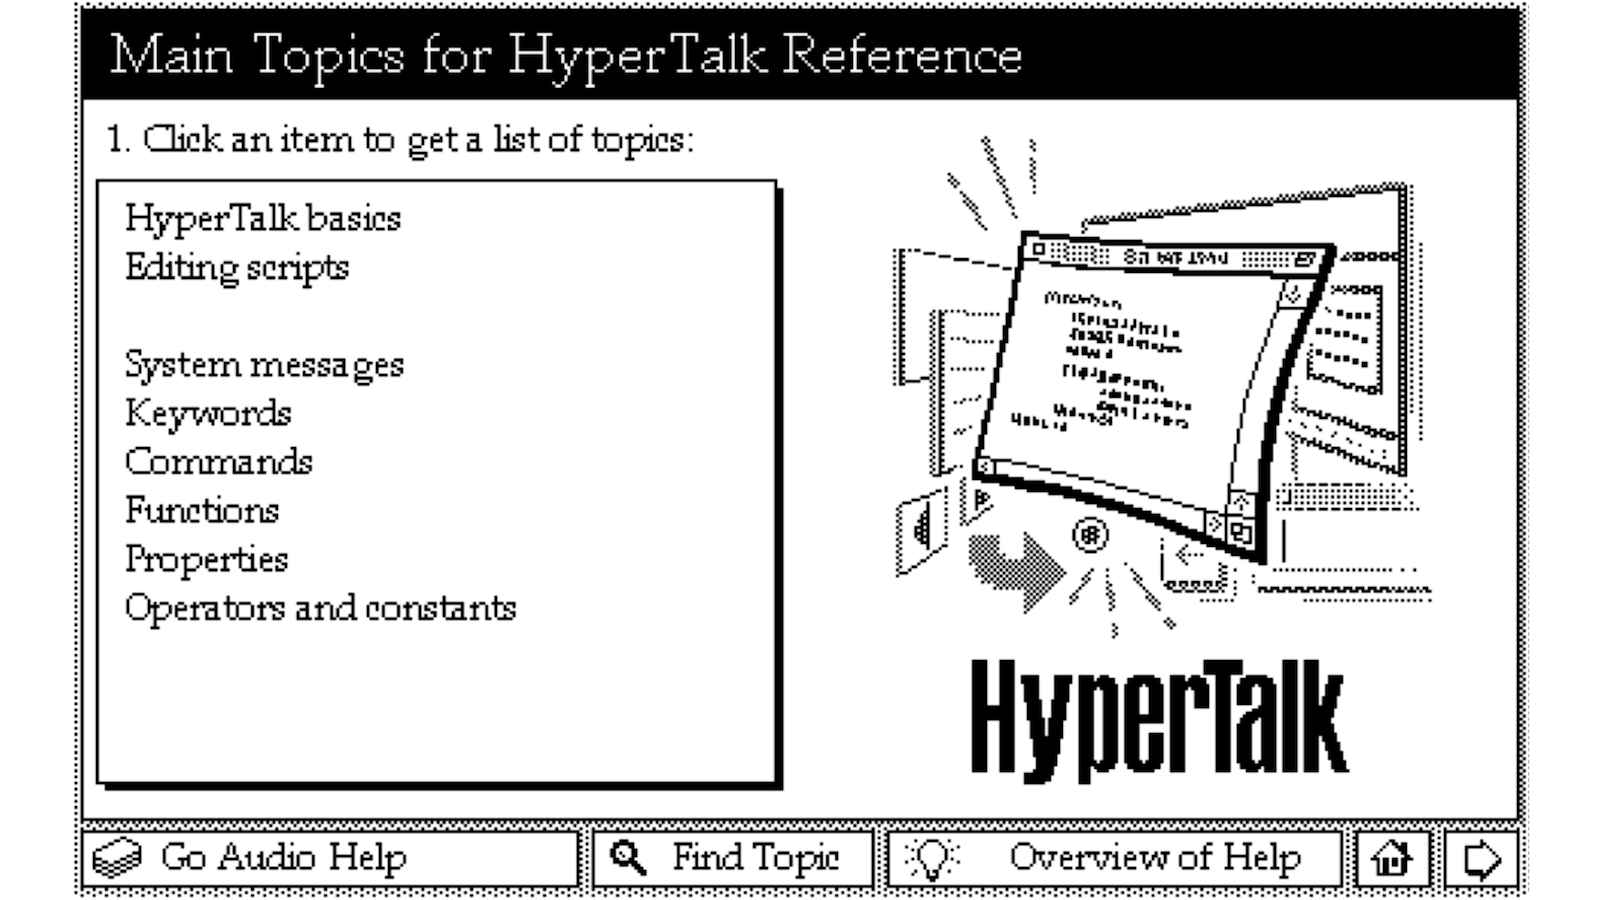 Main Topics for HyperTalk Reference
1. Click an item to get a list of topics:
HyperTalk basics
Editing scripts
System messages
Keywords
Commands
Functions
Properties
Operators and constants
HyperTalk
Go Audio Help
Find Topic
Overview of Help